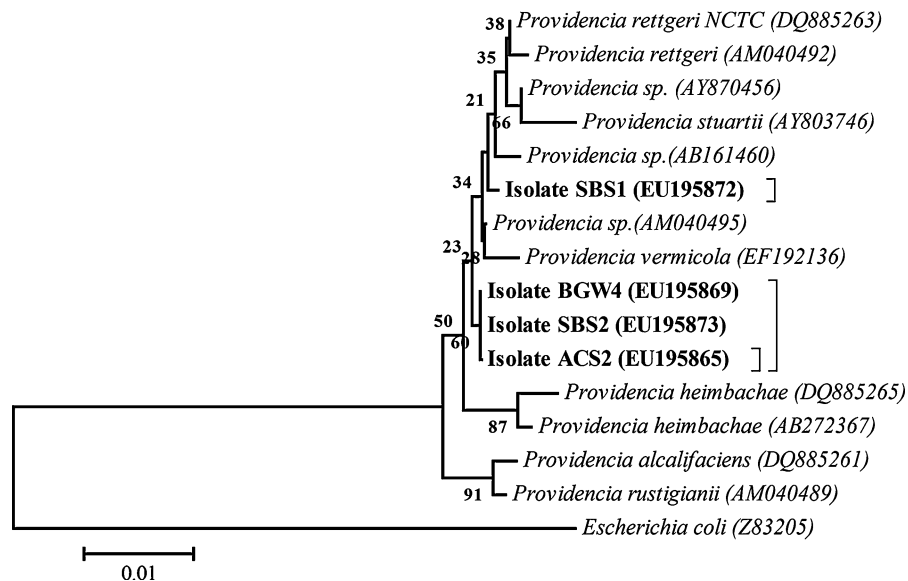 38 Providencia rettgeri NCTC (DQ885263)
35 Providencia rettgeri (AM040492)
Providencia sp. (AY870456)
21
66 Providencia stuartii (AY803746)
Providencia sp.(AB161460)
34 Isolate SBS1 (EU195872)
Providencia sp.(AM040495)
23
28 Providencia vermicola (EF192136)
Isolate BGW4 (EU195869)
50 Isolate SBS2 (EU195873)
60 Isolate ACS2 (EU195865)
Providencia heimbachae (DQ885265)
87 Providencia heimbachae (AB272367)
Providencia alcalifaciens (DQ885261)
91 Providencia rustigianii (AM040489)
Escherichia coli (Z83205)
0.01